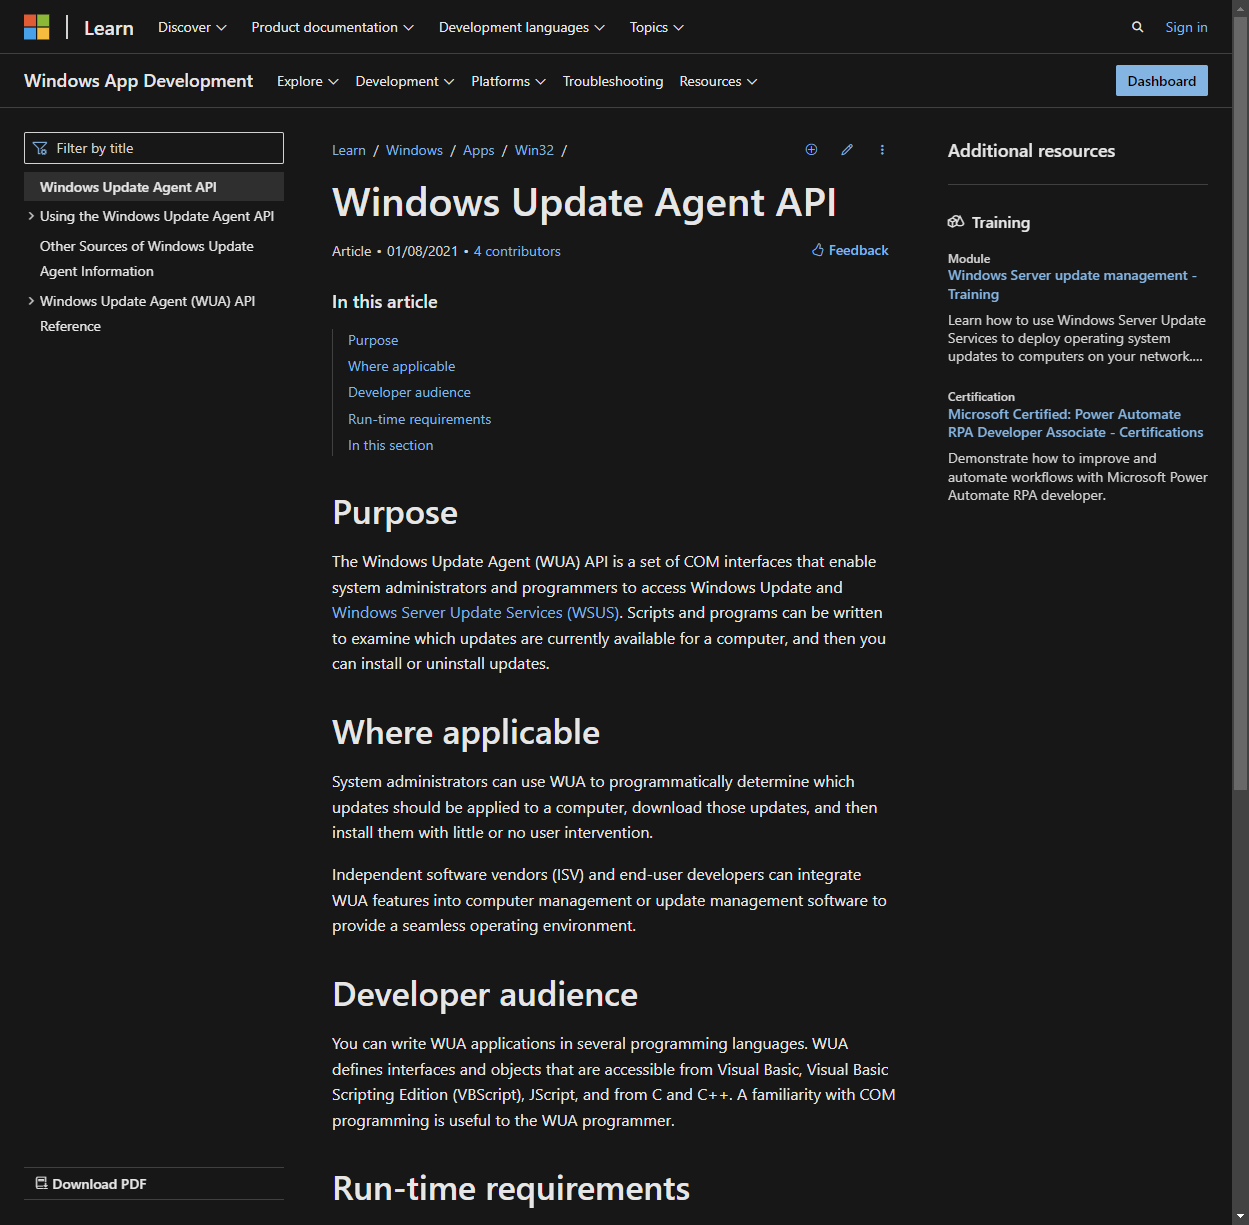 Learn
Discover
Product documentation
Development languages
Topics
Sign in
Windows App Development
Explore
Development
Platforms
Troubleshooting
Resources
Dashboard
Filter by title
Windows Update Agent API
Using the Windows Update Agent API
Other Sources of Windows Update
Agent Information
Windows Update Agent (WUA) API
Reference
Download PDF
Learn / Windows / Apps / Win32 /
Windows Update Agent API
Article • 01/08/2021 • 4 contributors
Feedback
In this article
Purpose
Where applicable
Developer audience
Run-time requirements
In this section
Purpose
The Windows Update Agent (WUA) API is a set of COM interfaces that enable
system administrators and programmers to access Windows Update and
Windows Server Update Services (WSUS). Scripts and programs can be written
to examine which updates are currently available for a computer, and then you
can install or uninstall updates.
Where applicable
System administrators can use WUA to programmatically determine which
updates should be applied to a computer, download those updates, and then
install them with little or no user intervention.
Independent software vendors (ISV) and end-user developers can integrate
WUA features into computer management or update management software to
provide a seamless operating environment.
Developer audience
You can write WUA applications in several programming languages. WUA
defines interfaces and objects that are accessible from Visual Basic, Visual Basic
Scripting Edition (VBScript), JScript, and from C and C++. A familiarity with COM
programming is useful to the WUA programmer.
Run-time requirements
Additional resources
Training
Module
Windows Server update management -
Training
Learn how to use Windows Server Update
Services to deploy operating system
updates to computers on your network....
Certification
Microsoft Certified: Power Automate
RPA Developer Associate - Certifications
Demonstrate how to improve and
automate workflows with Microsoft Power
Automate RPA developer.